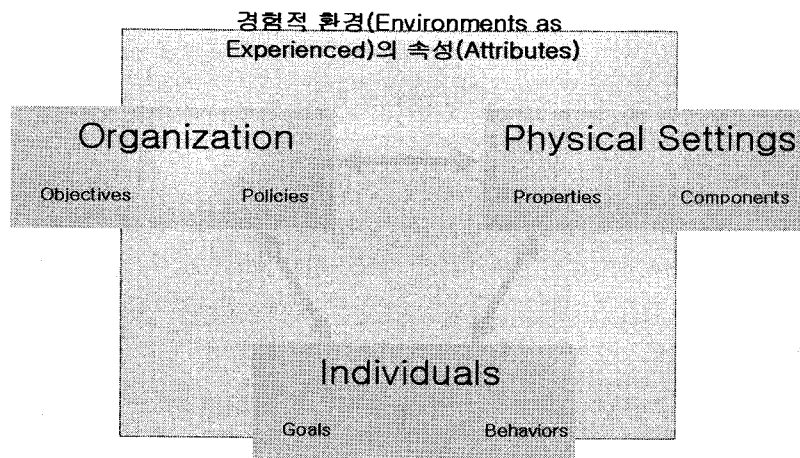 경험적 환경(Environments as
Experienced)의 속성(Attributes)
Organization
Objectives Policies
Physical Settings
Properties Components
Individuals
Goals Behaviors